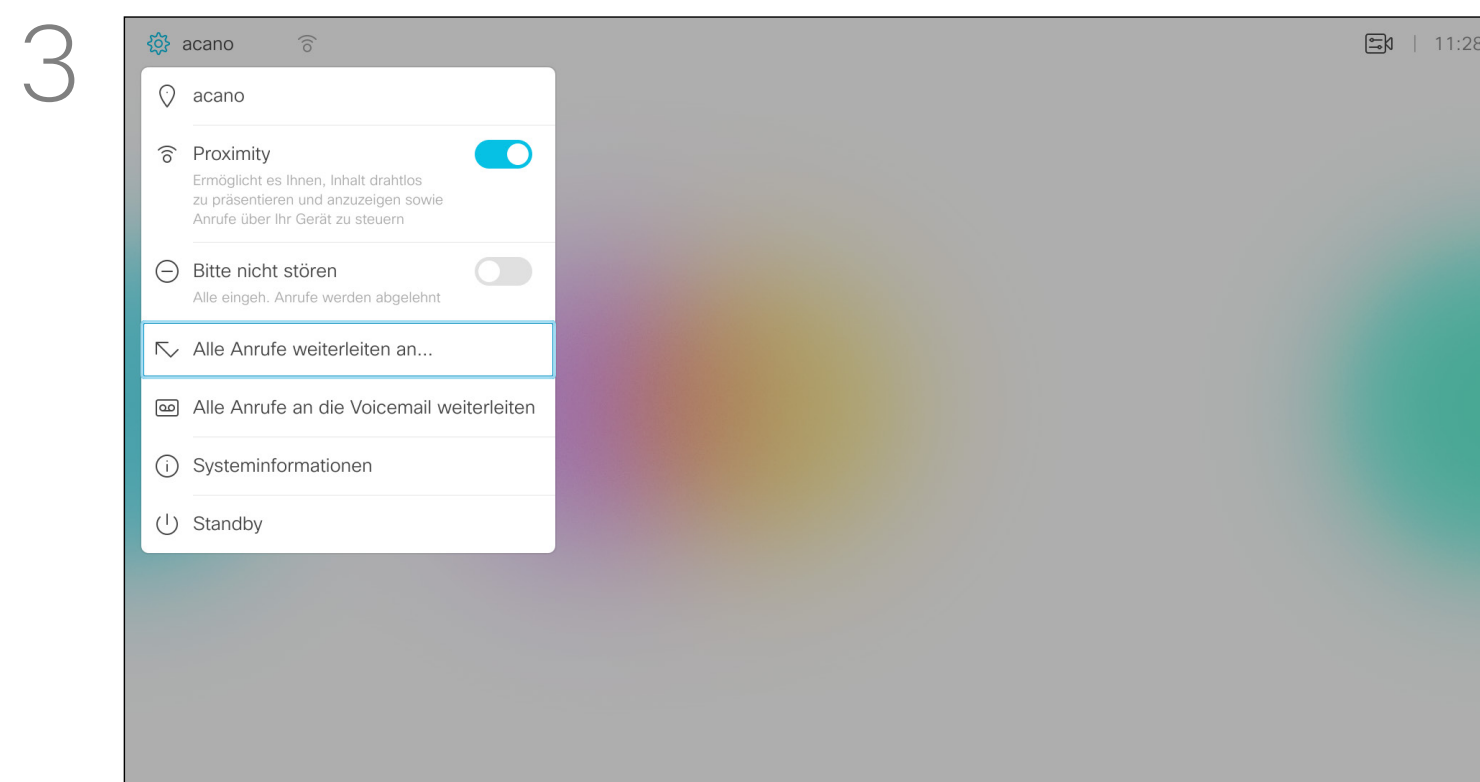 3
acano
11:28
acano
Proximity
Ermöglicht es Ihnen, Inhalt drahtlos
zu präsentieren und anzuzeigen sowie
Anrufe über Ihr Gerät zu steuern
Bitte nicht stören
Alle eingeh. Anrufe werden abgelehnt
Alle Anrufe weiterleiten an...
Alle Anrufe an die Voicemail weiterleiten
Systeminformationen
Standby